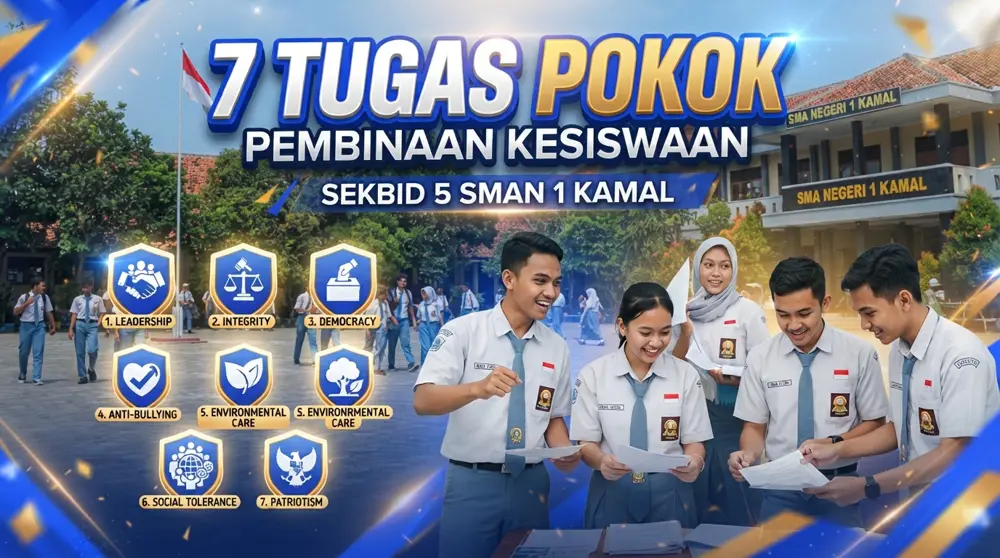 7 TUGAS POKOK
PEMBINAAN KESISWAAN
SEKBID 5 SMAN 1 KAMAL
SMA NEGERI 1 KAMAL
SMA NEGERI 1 KAMAL
1. LEADERSHIP
2. INTEGRITY
3. DEMOCRACY
4. ANTI-BULLYING
5. ENVIRONMENTAL
CARE
S. ENVIRONRMENTAL
CARE
6. SOCIAL TOLERANCE
7. PATRIOTISM